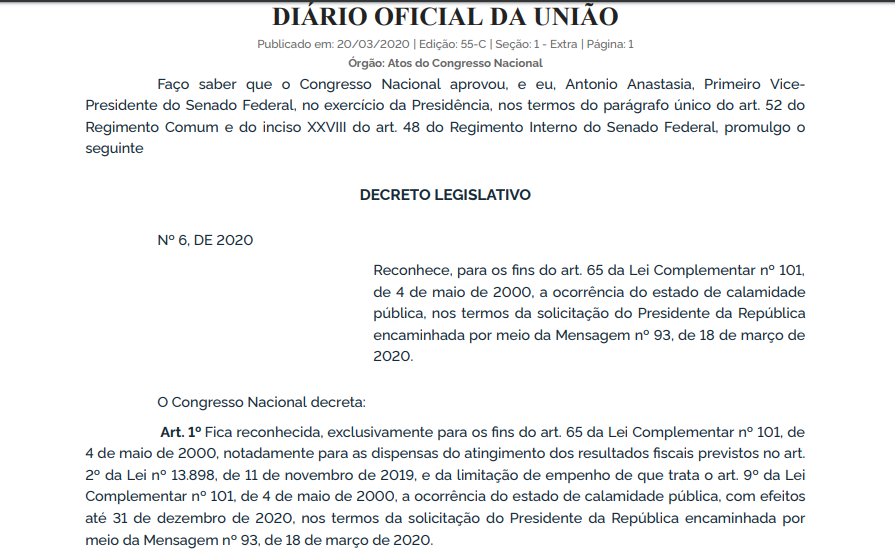 DIÁRIO OFICIAL DA UNIÃO
Publicado em: 20/03/2020 | Edição: 55-C | Seção: 1 - Extra | Página: 1
Órgão: Atos do Congresso Nacional
Faço saber que o Congresso Nacional aprovou, e eu, Antonio Anastasia, Primeiro Vice-
Presidente do Senado Federal, no exercício da Presidência, nos termos do parágrafo único do art. 52 do
Regimento Comum e do inciso XXVIII do art. 48 do Regimento Interno do Senado Federal, promulgo o
seguinte
DECRETO LEGISLATIVO
Nº 6, DE 2020
Reconhece, para os fins do art. 65 da Lei Complementar nº 101,
de 4 de maio de 2000, a ocorrência do estado de calamidade
pública, nos termos da solicitação do Presidente da República
encaminhada por meio da Mensagem nº 93, de 18 de março de
2020.
O Congresso Nacional decreta:
Art. 1º Fica reconhecida, exclusivamente para os fins do art. 65 da Lei Complementar nº 101, de
4 de maio de 2000, notadamente para as dispensas do atingimento dos resultados fiscais previstos no art.
2º da Lei nº 13.898, de 11 de novembro de 2019, e da limitação de empenho de que trata o art. 9º da Lei
Complementar nº 101, de 4 de maio de 2000, a ocorrência do estado de calamidade pública, com efeitos
até 31 de dezembro de 2020, nos termos da solicitação do Presidente da República encaminhada por
meio da Mensagem nº 93, de 18 de março de 2020.